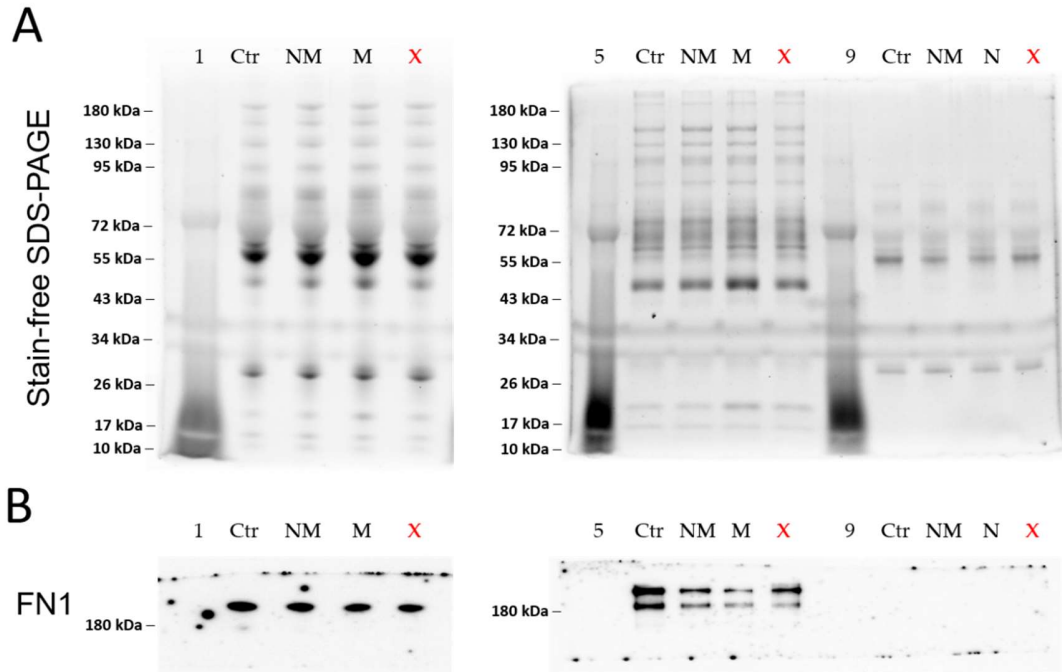 A
1 Ctr NM M X
5 Ctr NM M X 9 Ctr NM N X
Stain-free SDS-PAGE
180 kDa
130 kDa
95 kDa
72 kDa
55 kDa
43 kDa
34 kDa
26 kDa
17 kDa
10 kDa
180 kDa
130 kDa
95 kDa
72 kDa
55 kDa
43 kDa
34 kDa
26 kDa
17 kDa
10 kDa
B
1 Ctr NM M X
5 Ctr NM M X 9 Ctr NM N X
FN1
180 kDa
180 kDa